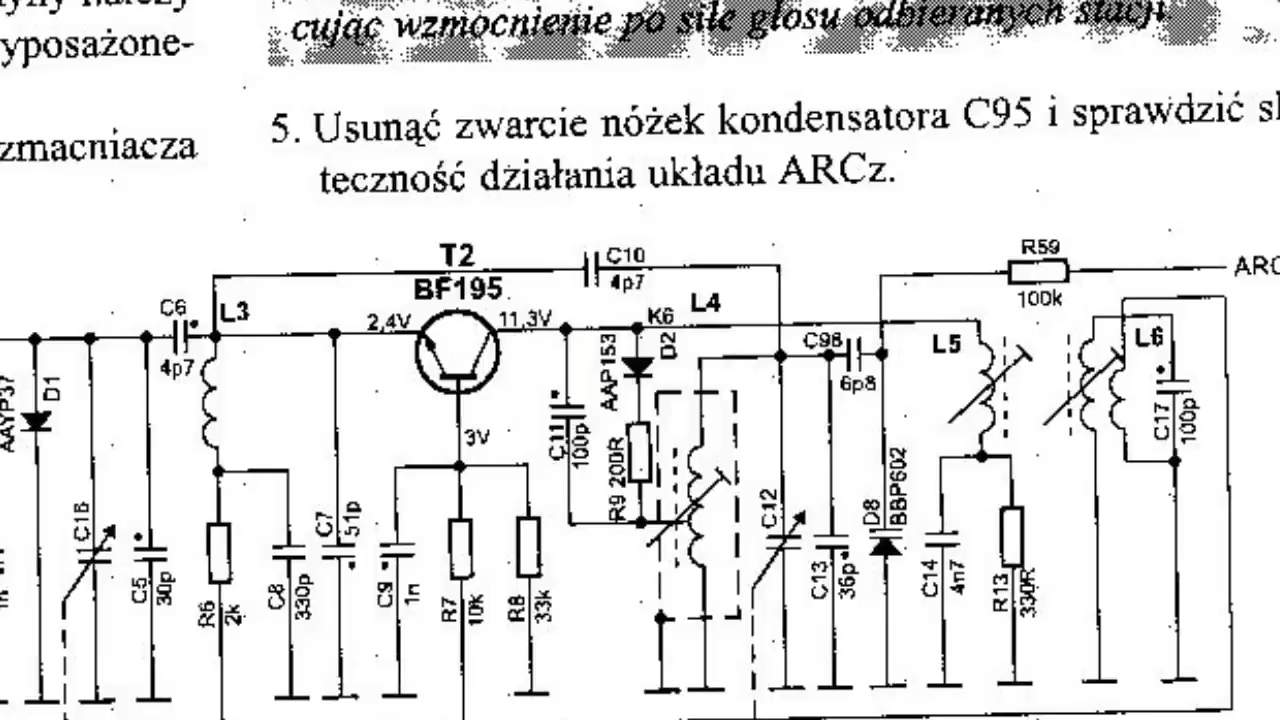 yposażone-
zmacniacza
cując wzmocnienie po sile głosu odbieranych stacji
5. Usunąć zwarcie nóżek kondensatora C95 i sprawdzić
teczność działania układu ARCz.
T2
BF195
C10
4p7
R59
100k
ARC
C6
4p7
L3
2,4V
11,3V
K6
L4
C98
6p8
L5
L6
AAYP37
D1
AAP153
D2
3V
C11
100p
R9 200R
C17
100p
C16
C5
30p
R6
2k
C8
330p
C7
51p
C9
1n
R7
10k
R8
33k
C12
C13
36p
D8
BBP602
C14
4n7
R13
330R